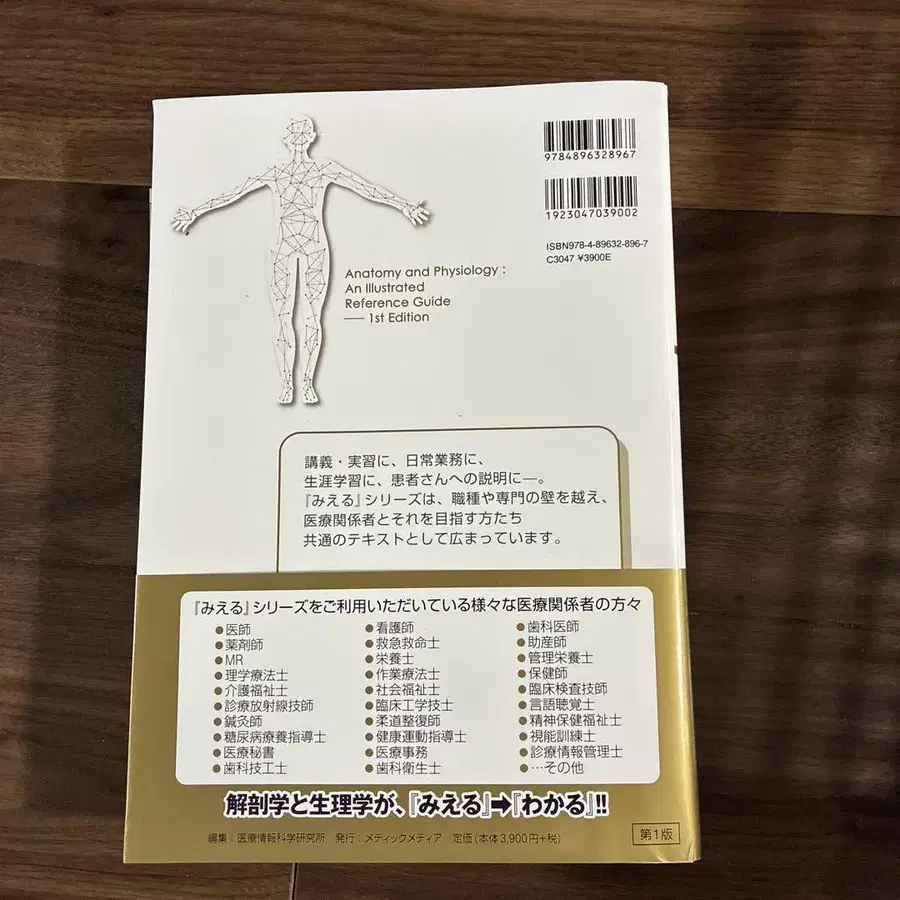 9784896328967
1923047039002
ISBN978-4-89632-896-7
C3047 ¥3900E
Anatomy and Physiology :
An Illustrated
Reference Guide
— 1st Edition
講義・実習に、日常業務に、
生涯学習に、患者さんへの説明に―。
『みえる』シリーズは、職種や専門の壁を越え、
医療関係者とそれを目指す方たち
共通のテキストとして広まっています。
『みえる』シリーズをご利用いただいている様々な医療関係者の方々
●医師 ●看護師 ●歯科医師
●薬剤師 ●救急救命士 ●助産師
●MR ●栄養士 ●管理栄養士
●理学療法士 ●作業療法士 ●保健師
●介護福祉士 ●社会福祉士 ●臨床検査技師
●診療放射線技師 ●臨床工学技士 ●言語聴覚士
●鍼灸師 ●柔道整復師 ●精神保健福祉士
●糖尿病療養指導士 ●健康運動指導士 ●視能訓練士
●医療秘書 ●医療事務 ●診療情報管理士
●歯科技工士 ●歯科衛生士 ●…その他
解剖学と生理学が、『みえる』➡『わかる』!!
編集：医療情報科学研究所 発行：メディックメディア 定価（本体3,900円+税） 第1版